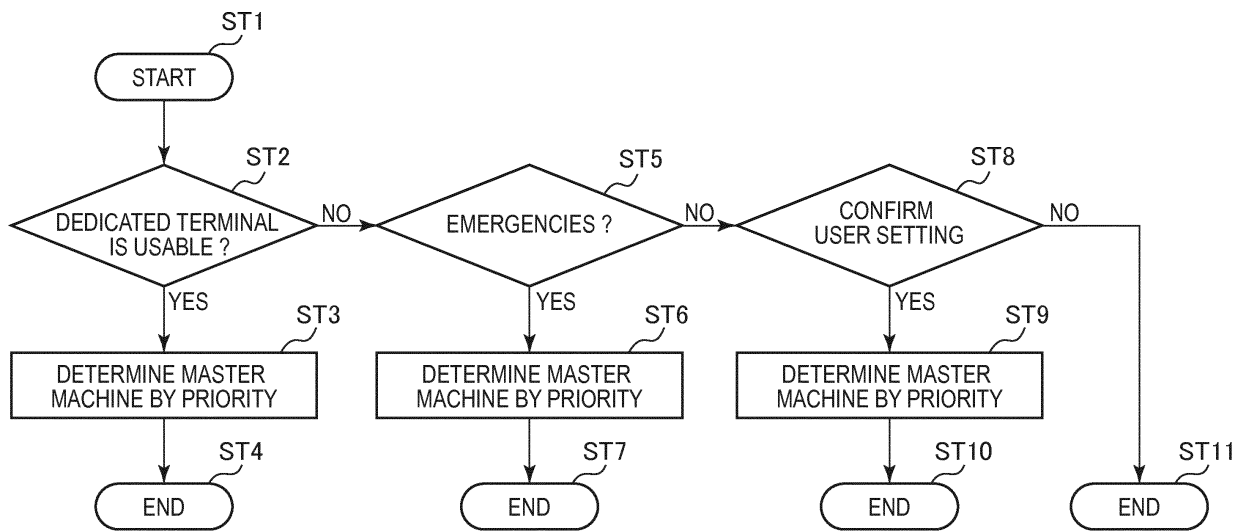 ST1
START
ST2
DEDICATED TERMINAL
IS USABLE ?
NO
YES
ST5
EMERGENCIES ?
NO
YES
ST8
CONFIRM
USER SETTING
NO
YES
ST3
DETERMINE MASTER
MACHINE BY PRIORITY
ST6
DETERMINE MASTER
MACHINE BY PRIORITY
ST9
DETERMINE MASTER
MACHINE BY PRIORITY
ST4
END
ST7
END
ST10
END
ST11
END